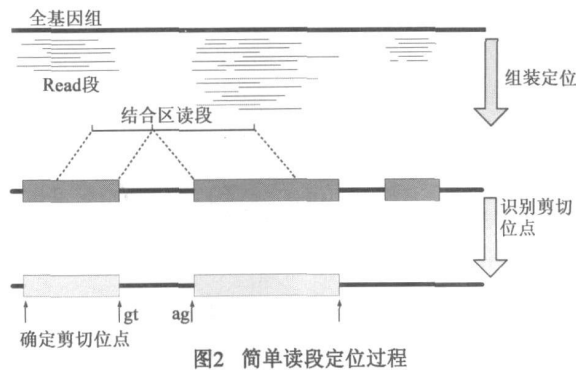 全基因组
Read段
组装定位
结合区读段
识别剪切
位点
gt
ag
确定剪切位点
图2 简单读段定位过程